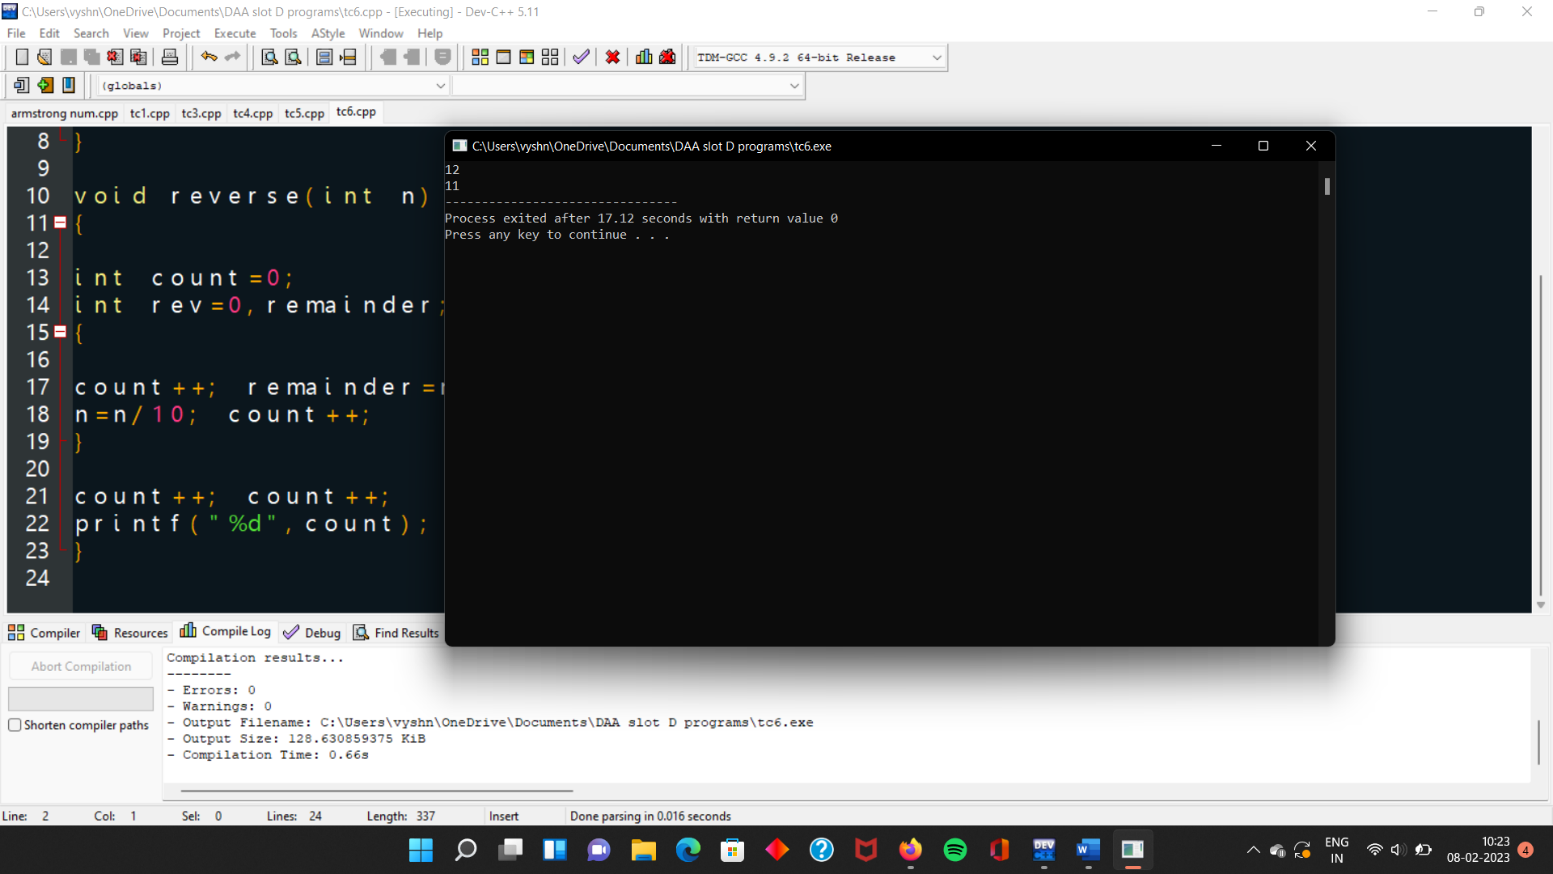 C:\Users\vyshn\OneDrive\Documents\DAA slot D programs\tc6.cpp - [Executing] - Dev-C++ 5.11
File Edit Search View Project Execute Tools AStyle Window Help
TDM-GCC 4.9.2 64-bit Release
(globals)
armstrong num.cpp tc1.cpp tc3.cpp tc4.cpp tc5.cpp tc6.cpp
8 }
9
10 void reverse(int n)
11 {
12
13 int count=0;
14 int rev=0,remainder;
15 {
16
17 count++; remainder=
18 n=n/10; count++;
19 }
20
21 count++; count++;
22 printf("%d",count);
23 }
24
C:\Users\vyshn\OneDrive\Documents\DAA slot D programs\tc6.exe
12
11
--------------------------------
Process exited after 17.12 seconds with return value 0
Press any key to continue . . .
Compiler Resources Compile Log Debug Find Results
Abort Compilation
Shorten compiler paths
Compilation results...
--------
- Errors: 0
- Warnings: 0
- Output Filename: C:\Users\vyshn\OneDrive\Documents\DAA slot D programs\tc6.exe
- Output Size: 128.630859375 KiB
- Compilation Time: 0.66s
Line: 2 Col: 1 Sel: 0 Lines: 24 Length: 337 Insert Done parsing in 0.016 seconds
DEV
ENG
IN
10:23
08-02-2023
4